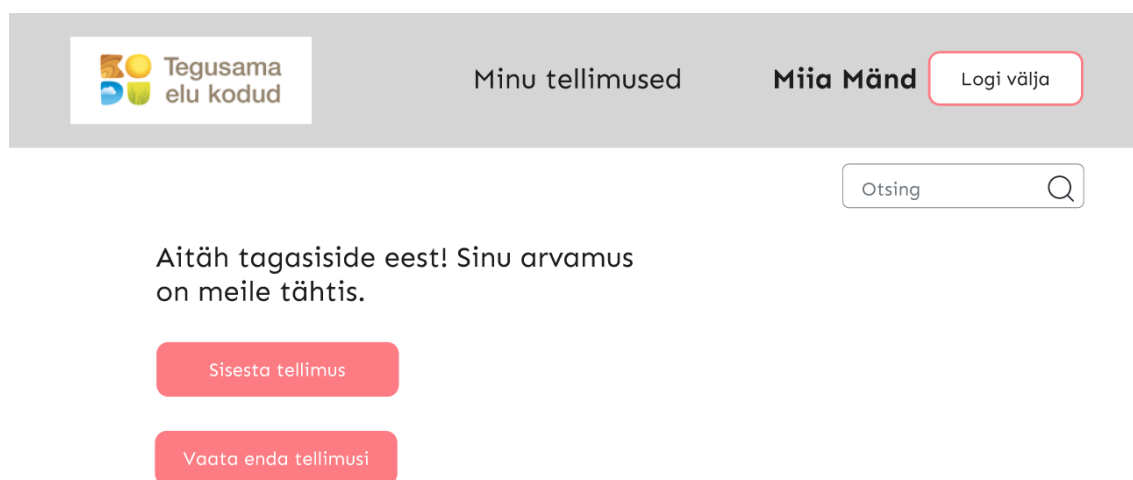 Tegusama
elu kodud
Minu tellimused
Miia Mänd
Logi välja
Otsing
Aitäh tagasiside eest! Sinu arvamus
on meile tähtis.
Sisesta tellimus
Vaata enda tellimusi